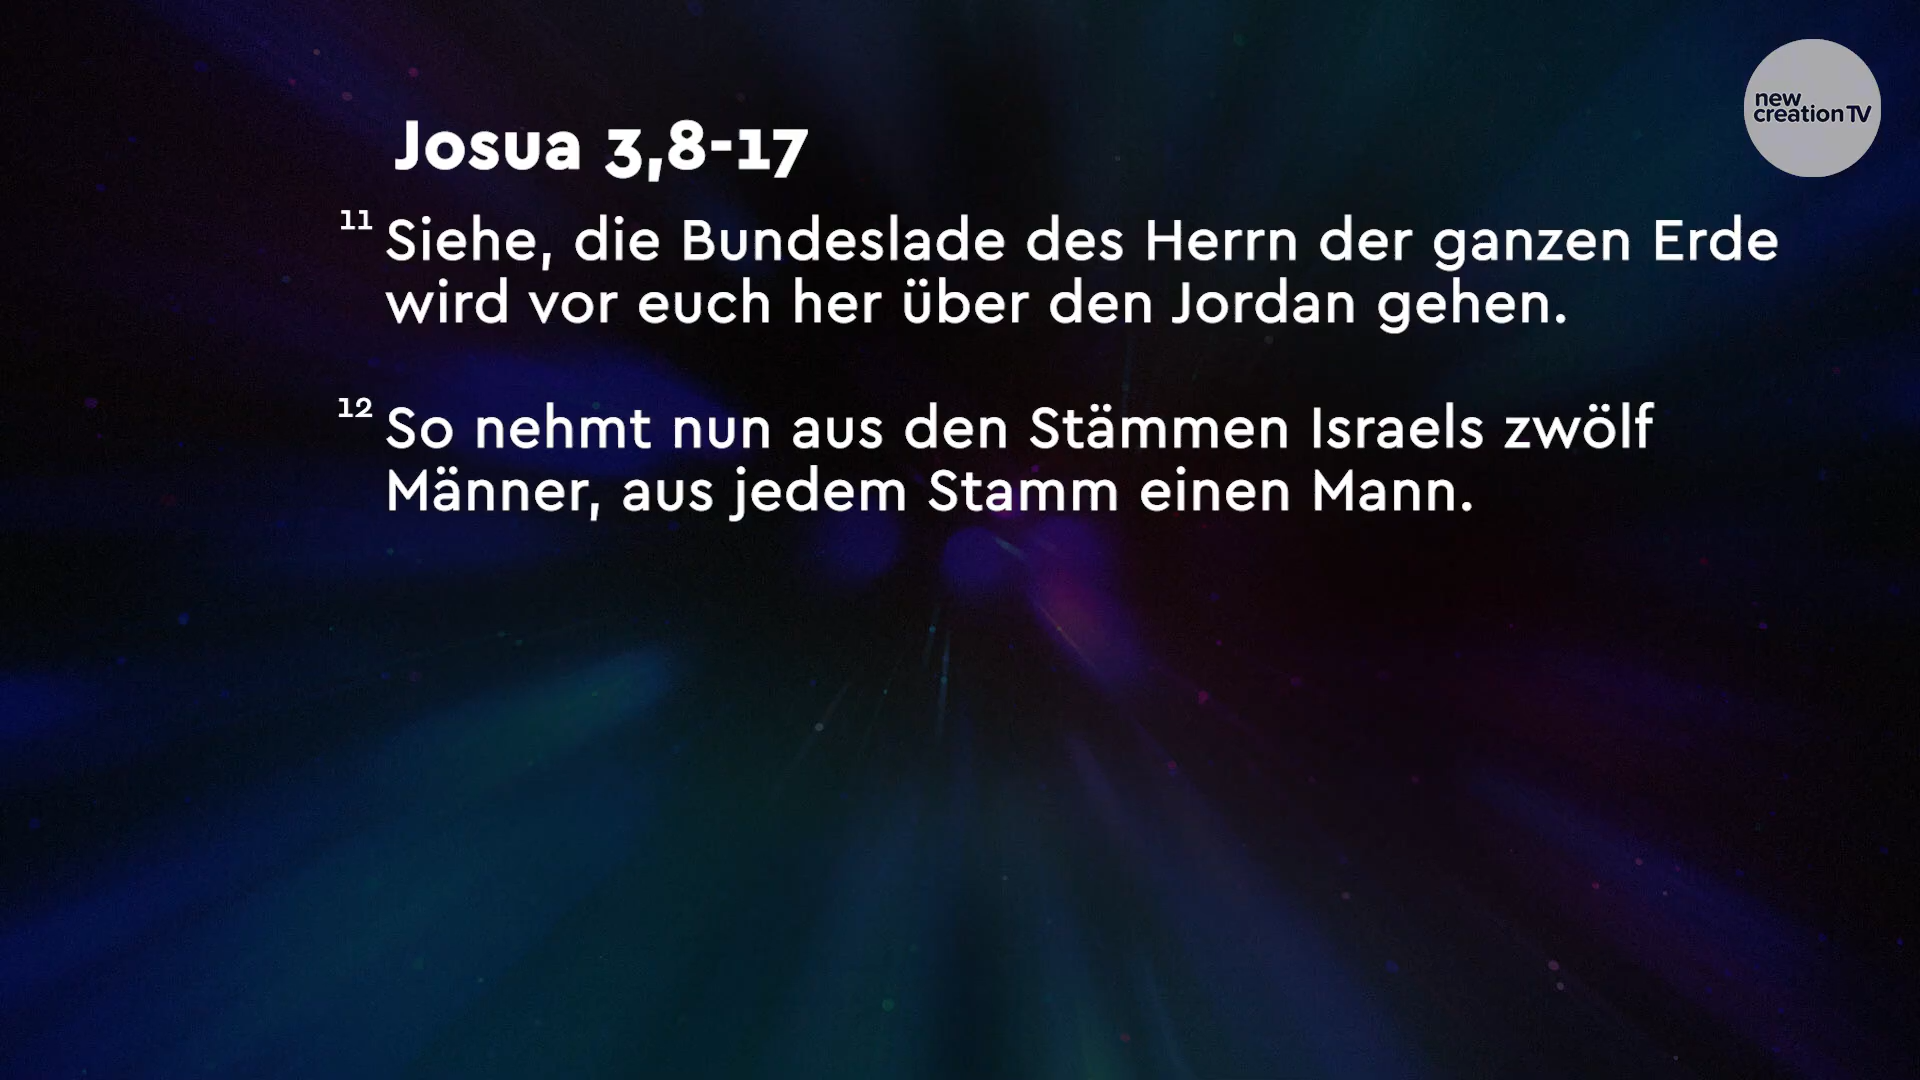 new
creation TV
Josua 3,8-17
11 Siehe, die Bundeslade des Herrn der ganzen Erde
wird vor euch her über den Jordan gehen.
12 So nehmt nun aus den Stämmen Israels zwölf
Männer, aus jedem Stamm einen Mann.